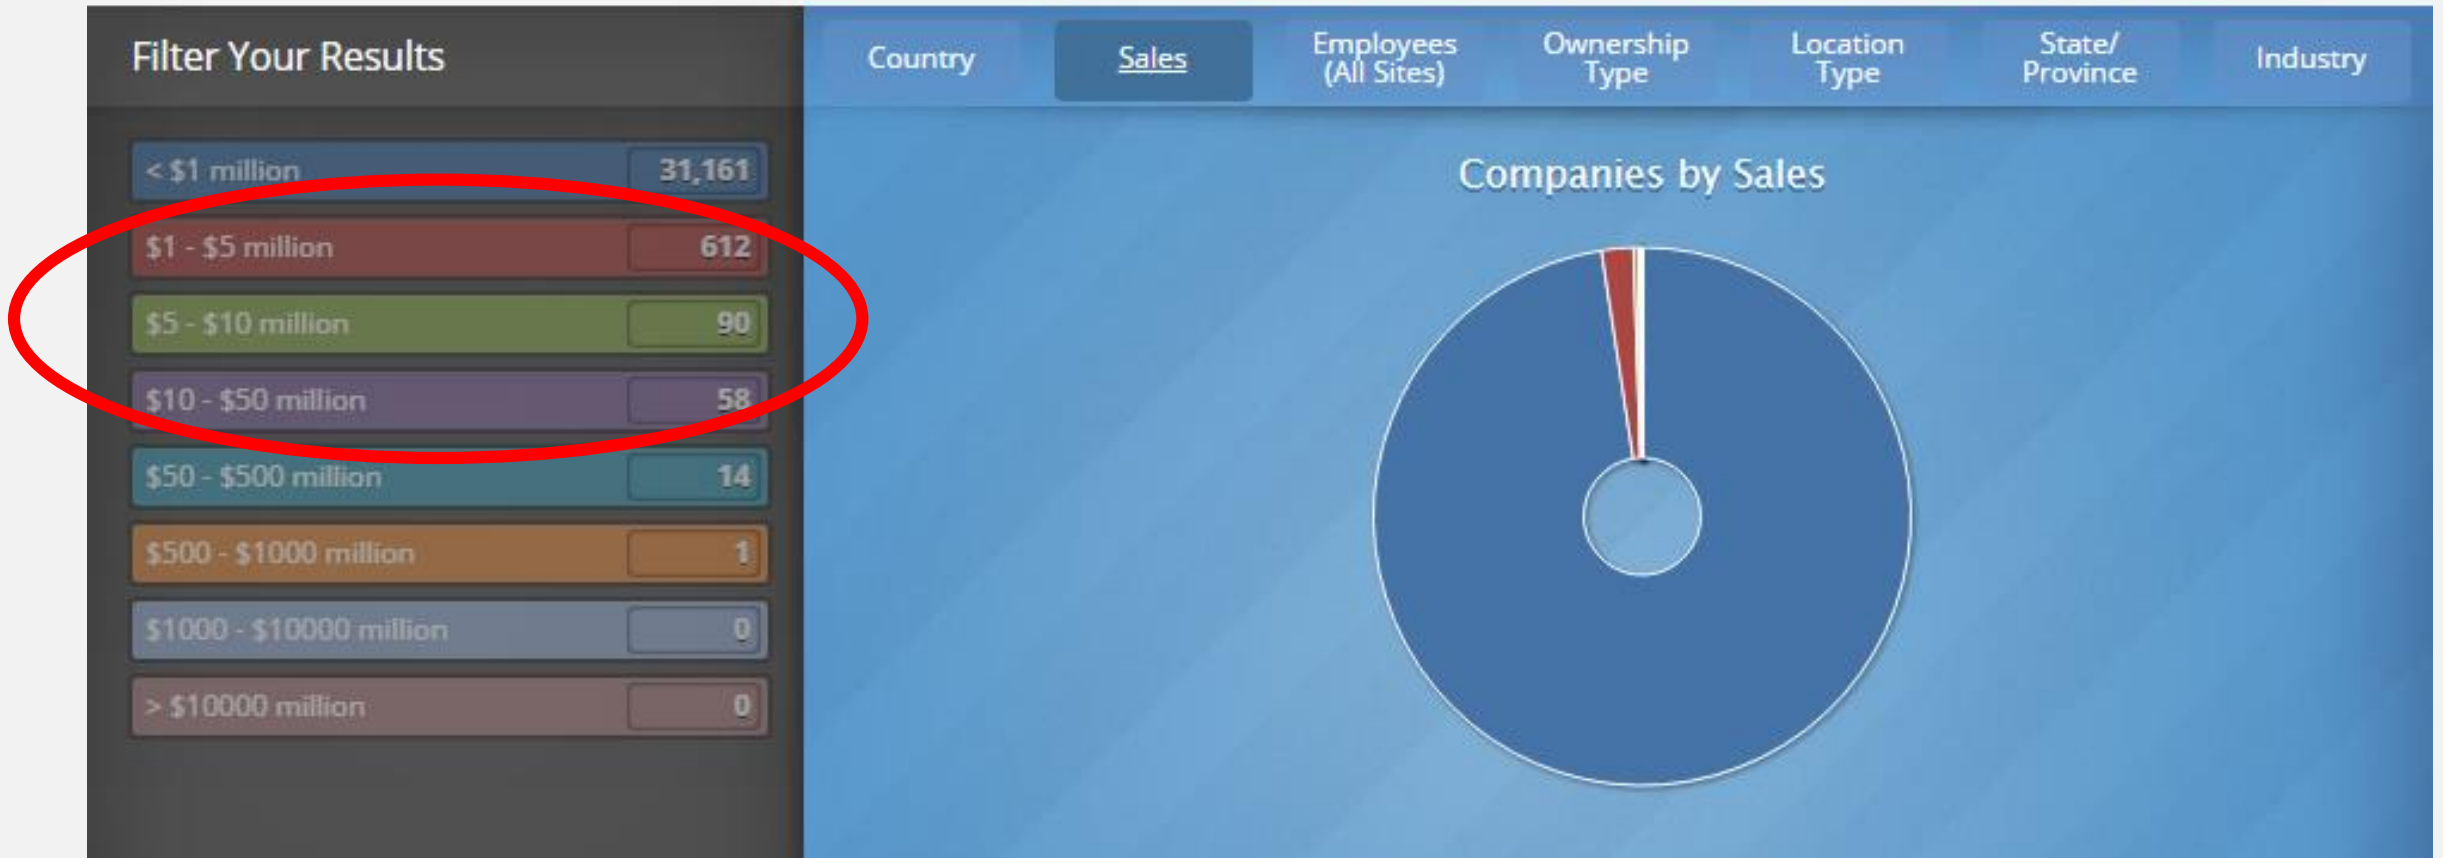 Filter Your Results
Country
Sales
Employees
(All Sites)
Ownership
Type
Location
Type
State/
Province
Industry
< $1 million 31,161
$1 - $5 million 612
$5 - $10 million 90
$10 - $50 million 58
$50 - $500 million 14
$500 - $1000 million 1
$1000 - $10000 million 0
> $10000 million 0
Companies by Sales